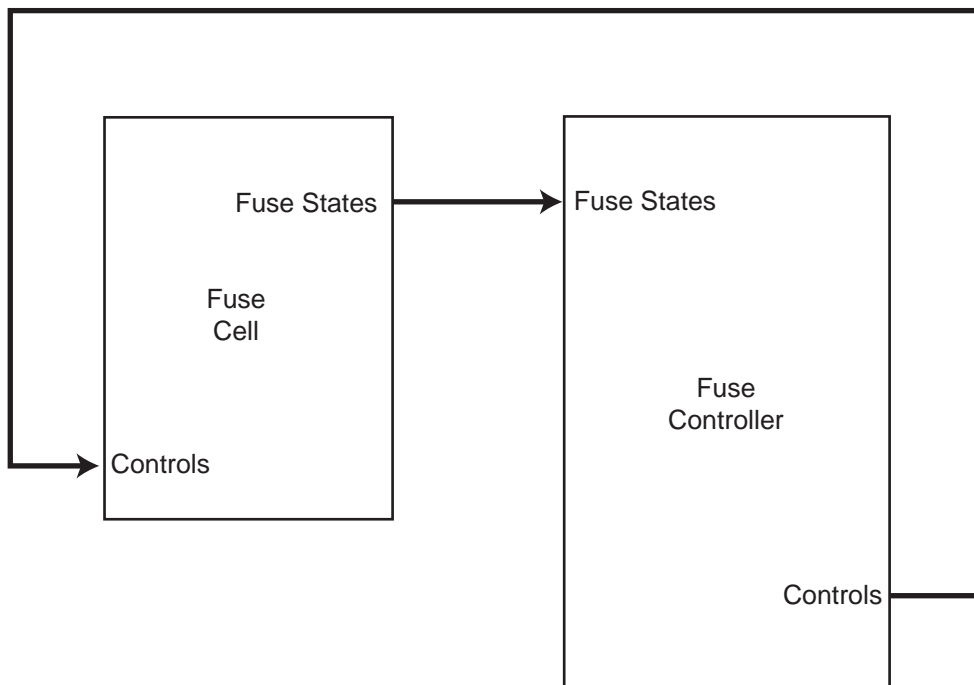 Fuse States
Fuse
Cell
Controls
Fuse States
Fuse
Controller
Controls